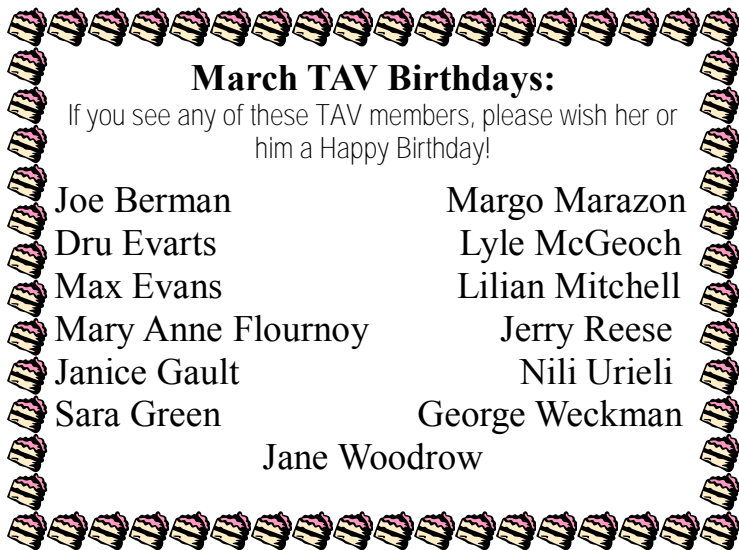 March TAV Birthdays:
If you see any of these TAV members, please wish her or
him a Happy Birthday!
Joe Berman Margo Marazon
Dru Evarts Lyle McGeoch
Max Evans Lilian Mitchell
Mary Anne Flournoy Jerry Reese
Janice Gault Nili Urieli
Sara Green George Weckman
Jane Woodrow